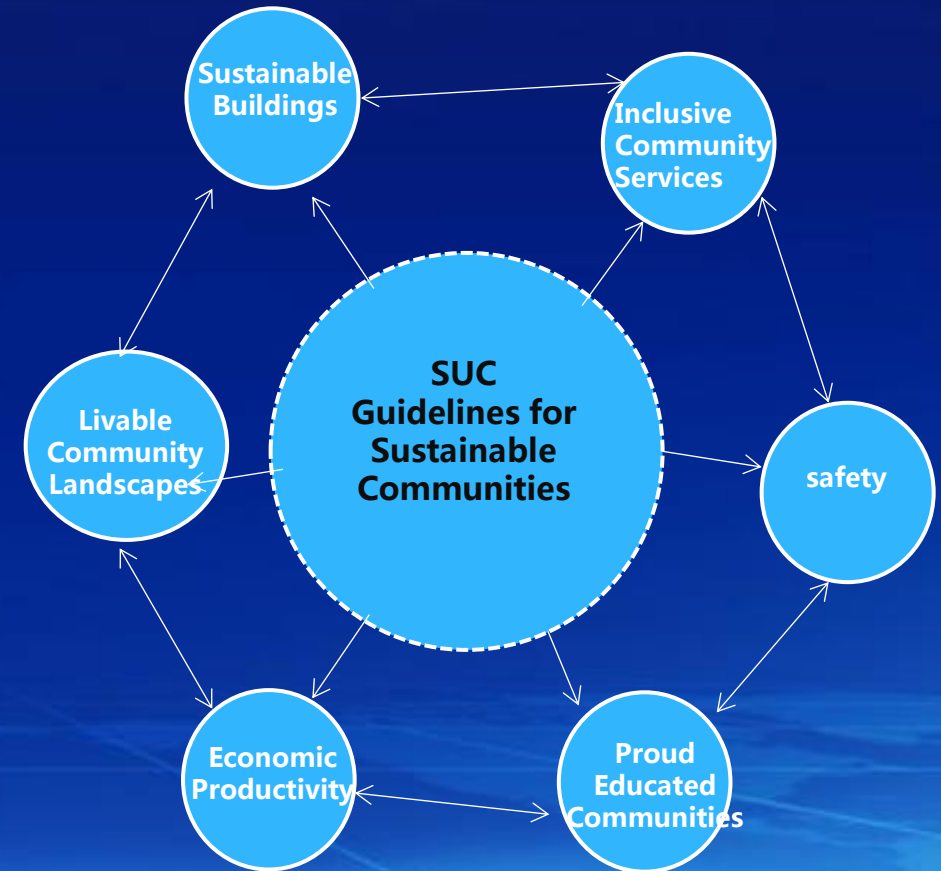 Sustainable
Buildings
Inclusive
Community
Services
SUC
Guidelines for
Sustainable
Communities
Livable
Community
Landscapes
safety
Economic
Productivity
Proud
Educated
Communities